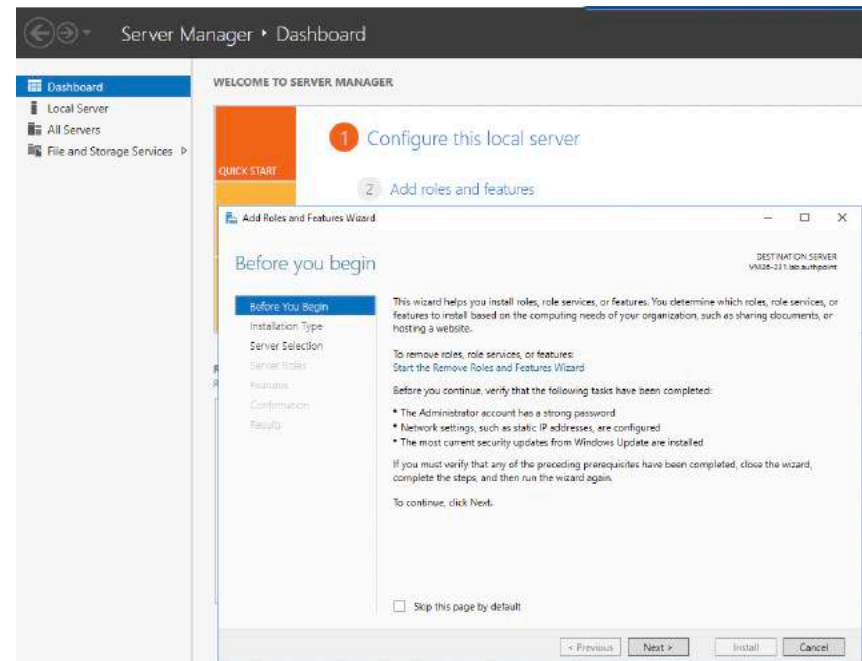 Server Manager • Dashboard
Dashboard
Local Server
All Servers
File and Storage Services
WELCOME TO SERVER MANAGER
QUICK START
1 Configure this local server
2 Add roles and features
Add Roles and Features Wizard
Before you begin
DESTINATION SERVER
Before You Begin
Installation Type
Server Selection
Server Roles
Features
Confirmation
Results
This wizard helps you install roles, role services, or features. You determine which roles, role services, or
features to install based on the computing needs of your organization, such as sharing documents, or
hosting a website.
To remove roles, role services, or features:
Start the Remove Roles and Features Wizard
Before you continue, verify that the following tasks have been completed:
• The Administrator account has a strong password
• Network settings, such as static IP addresses, are configured
• The most current security updates from Windows Update are installed
If you must verify that any of the preceding prerequisites have been completed, close the wizard,
complete the steps, and then run the wizard again.
To continue, click Next.
Skip this page by default
< Previous
Next >
Install
Cancel